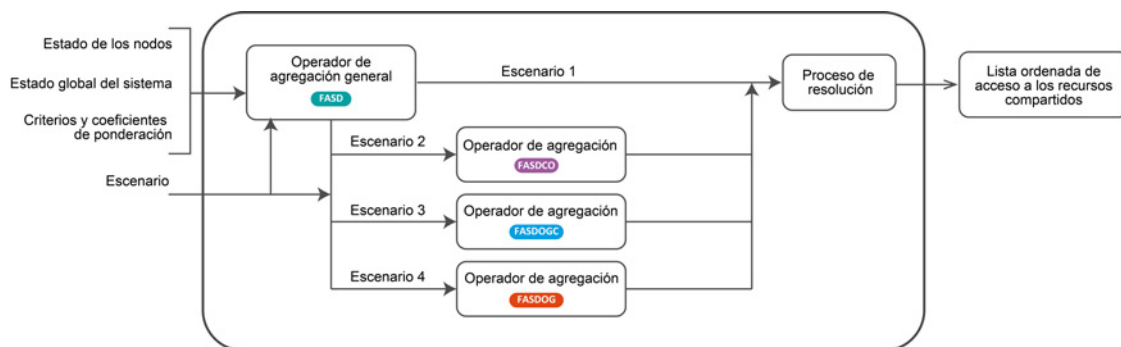 Estado de los nodos
Estado global del sistema
Criterios y coeficientes
de ponderación
Escenario
Operador de
agregación general
FASD
Escenario 1
Escenario 2
Operador de agregación
FASDCO
Escenario 3
Operador de agregación
FASDOGC
Escenario 4
Operador de agregación
FASDOG
Proceso de
resolución
Lista ordenada de
acceso a los recursos
compartidos